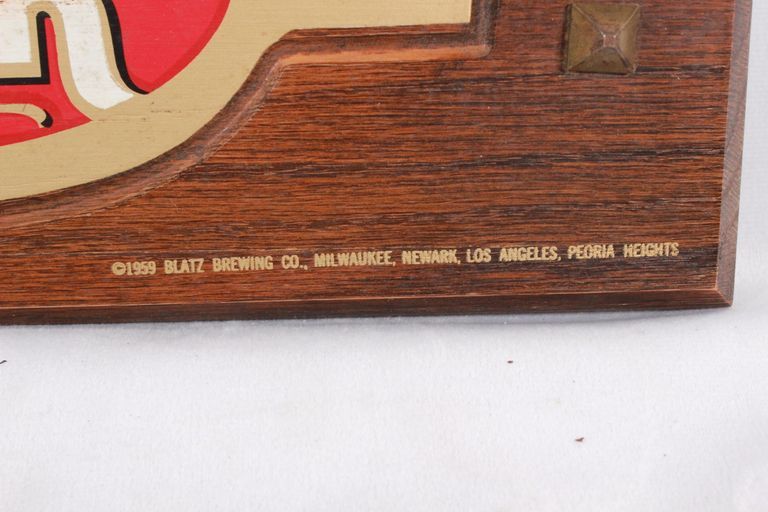 ©1959 BLATZ BREWING CO., MILWAUKEE, NEWARK, LOS ANGELES, PEORIA HEIGHTS